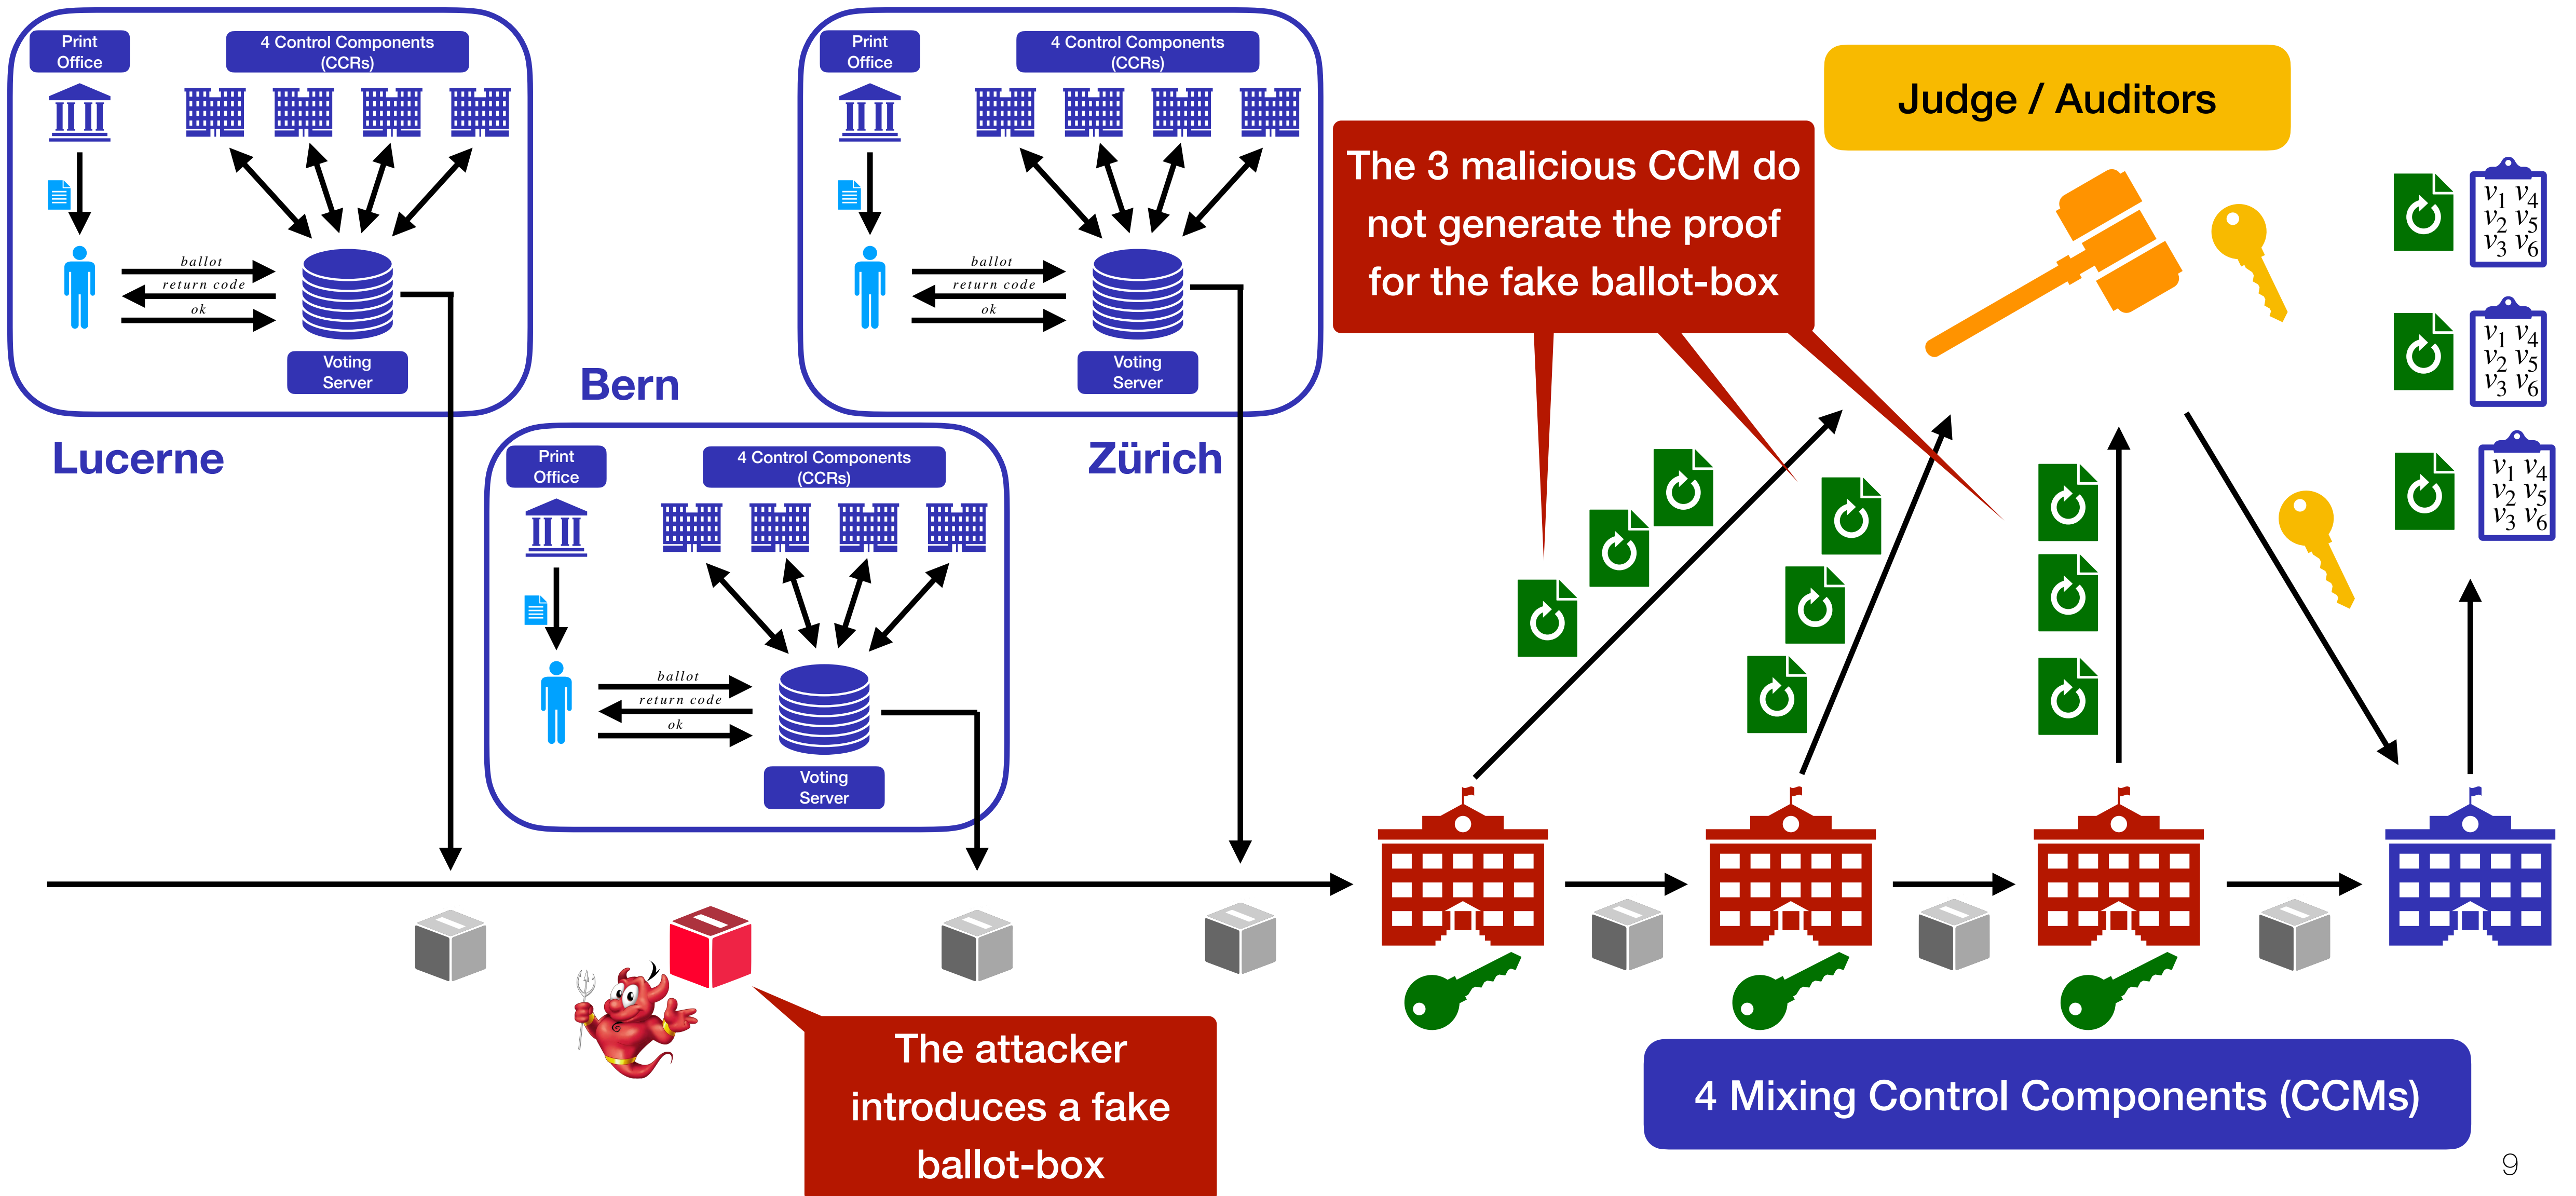 Print
Office
4 Control Components
(CCRs)
ballot
return code
ok
Voting
Server
Lucerne
Bern
Print
Office
4 Control Components
(CCRs)
ballot
return code
ok
Voting
Server
Zürich
Print
Office
4 Control Components
(CCRs)
ballot
return code
ok
Voting
Server
The 3 malicious CCM do
not generate the proof
for the fake ballot-box
Judge / Auditors
v1 v4
v2 v5
v3 v6
v1 v4
v2 v5
v3 v6
v1 v4
v2 v5
v3 v6
The attacker
introduces a fake
ballot-box
4 Mixing Control Components (CCMs)
9